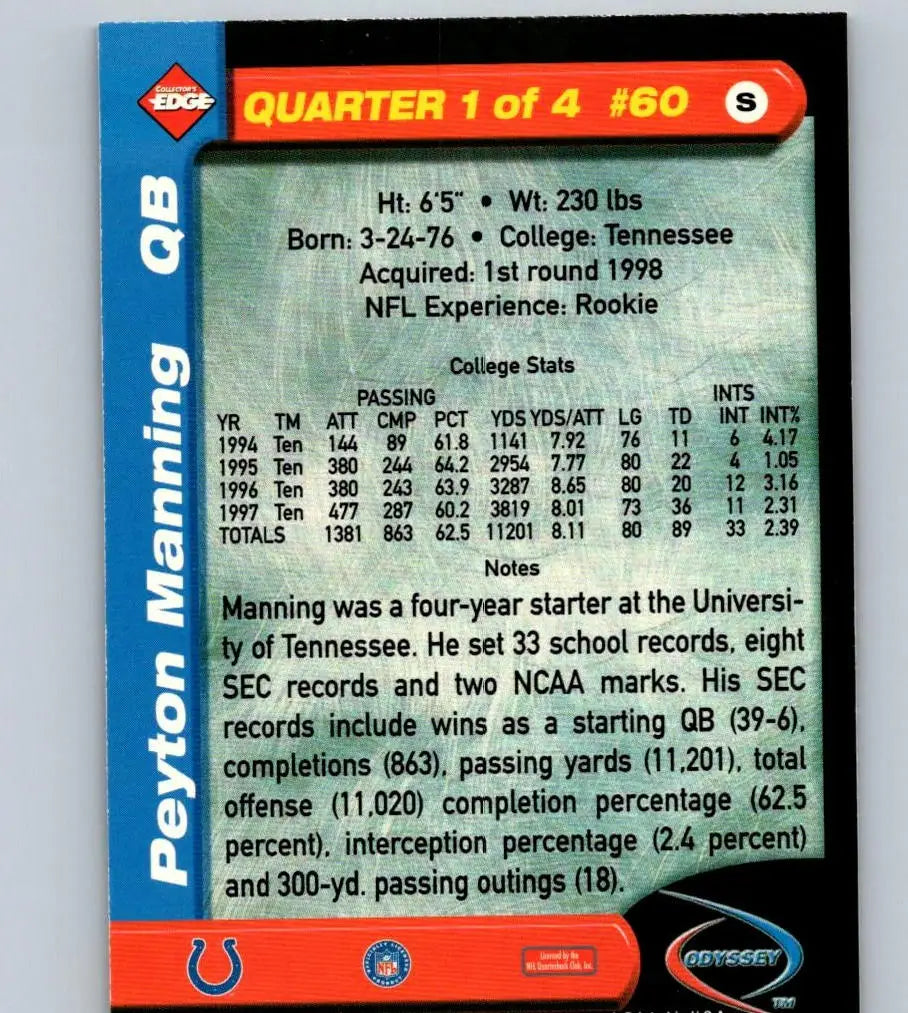 COLLECTOR'S
EDGE
QUARTER 1 of 4 #60 S
Peyton Manning QB
Ht: 6'5" • Wt: 230 lbs
Born: 3-24-76 • College: Tennessee
Acquired: 1st round 1998
NFL Experience: Rookie
College Stats
PASSING INTS
YR TM ATT CMP PCT YDS YDS/ATT LG TD INT INT%
1994 Ten 144 89 61.8 1141 7.92 76 11 6 4.17
1995 Ten 380 244 64.2 2954 7.77 80 22 4 1.05
1996 Ten 380 243 63.9 3287 8.65 80 20 12 3.16
1997 Ten 477 287 60.2 3819 8.01 73 36 11 2.31
TOTALS 1381 863 62.5 11201 8.11 80 89 33 2.39
Notes
Manning was a four-year starter at the Universi-
ty of Tennessee. He set 33 school records, eight
SEC records and two NCAA marks. His SEC
records include wins as a starting QB (39-6),
completions (863), passing yards (11,201), total
offense (11,020) completion percentage (62.5
percent), interception percentage (2.4 percent)
and 300-yd. passing outings (18).
NFL
Licensed by the
NFL Quarterback Club, Inc.
ODYSSEY
TM